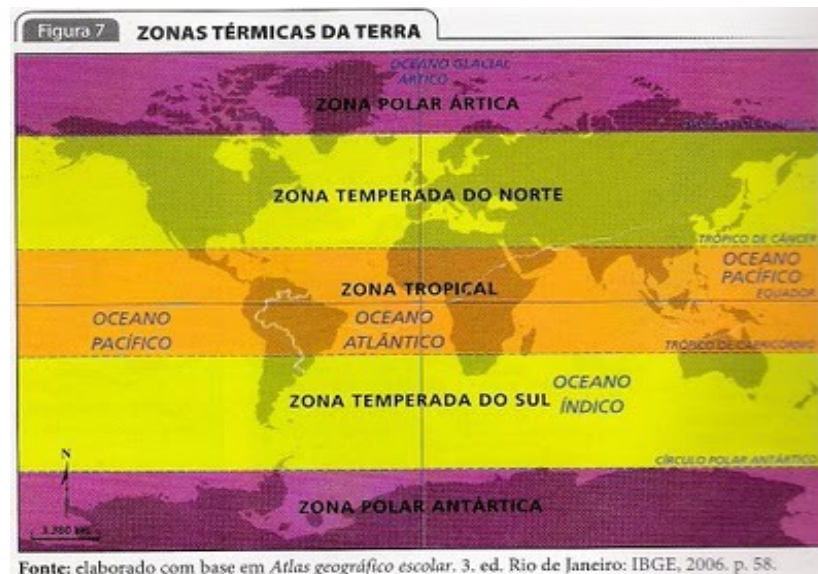 Figura 7 ZONAS TÉRMICAS DA TERRA
OCEANO GLACIAL
ÁRTICO
ZONA POLAR ÁRTICA
ZONA TEMPERADA DO NORTE
TRÓPICO DE CÂNCER
OCEANO
PACÍFICO
ZONA TROPICAL
EQUADOR
OCEANO
PACÍFICO
OCEANO
ATLÂNTICO
TRÓPICO DE CAPRICÓRNIO
OCEANO
ÍNDICO
ZONA TEMPERADA DO SUL
N
CÍRCULO POLAR ANTÁRTICO
ZONA POLAR ANTÁRTICA
Fonte: elaborado com base em Atlas geográfico escolar. 3. ed. Rio de Janeiro: IBGE, 2006. p. 58.